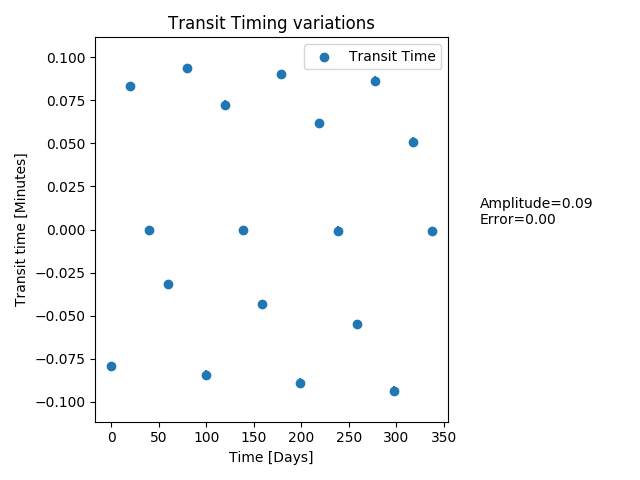 Transit Timing variations
Transit Time
Transit time [Minutes]
0.100
0.075
0.050
0.025
0.000
−0.025
−0.050
−0.075
−0.100
Amplitude=0.09
Error=0.00
0 50 100 150 200 250 300 350
Time [Days]